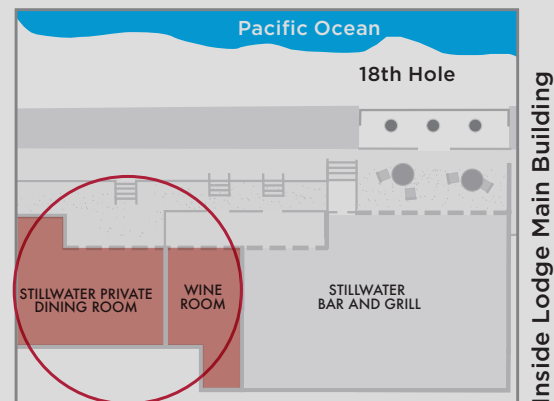 Pacific Ocean
18th Hole
STILLWATER PRIVATE
DINING ROOM
WINE
ROOM
STILLWATER
BAR AND GRILL
Inside Lodge Main Building